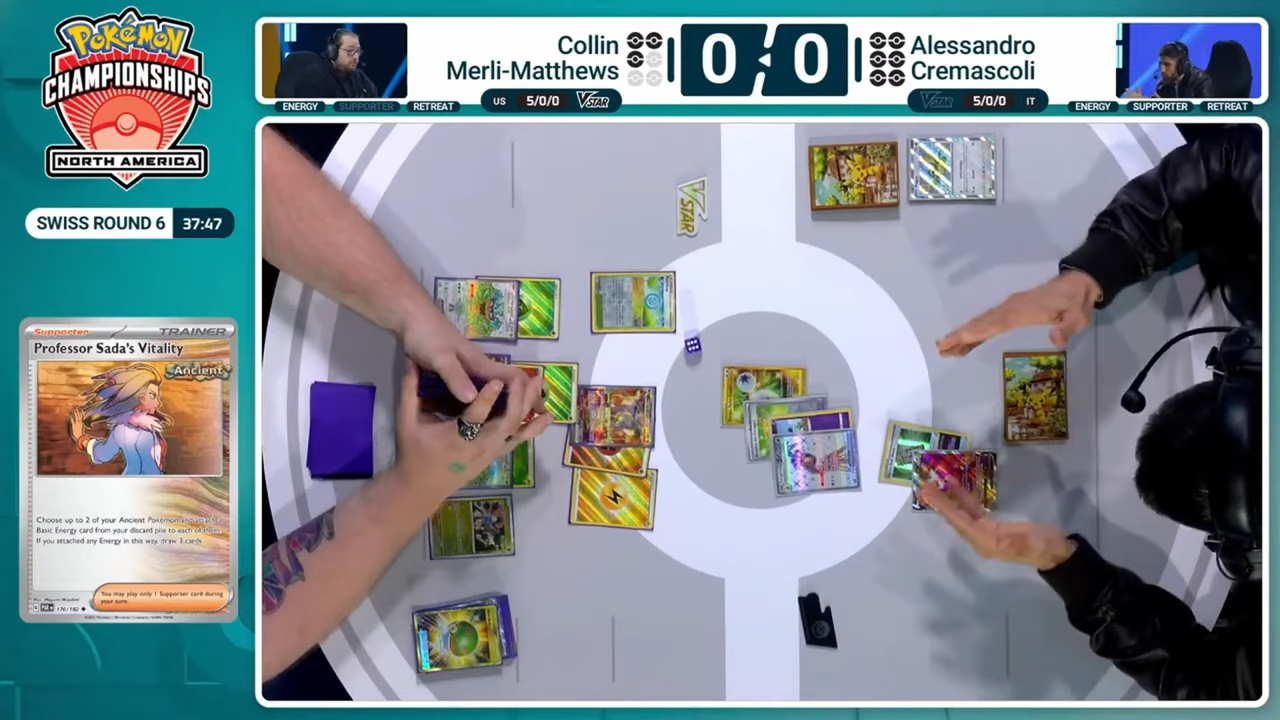 Pokémon
CHAMPIONSHIPS
NORTH AMERICA
SWISS ROUND 6 37:47
Collin
Merli-Matthews
0 0
Alessandro
Cremascoli
ENERGY SUPPORTER RETREAT
US 5/0/0 VSTAR
VSTAR 5/0/0 IT
ENERGY SUPPORTER RETREAT
VSTAR
Supporter TRAINER
Professor Sada's Vitality
Ancient
Choose up to 2 of your Ancient Pokémon and attach a
Basic Energy card from your discard pile to each of them.
If you attached any Energy in this way, draw 3 cards.
You may play only 1 Supporter card during
your turn.
170/182